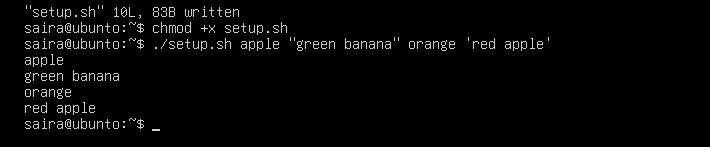 "setup.sh" 10L, 83B written
saira@ubunto:~$ chmod +x setup.sh
saira@ubunto:~$ ./setup.sh apple "green banana" orange 'red apple'
apple
green banana
orange
red apple
saira@ubunto:~$ _